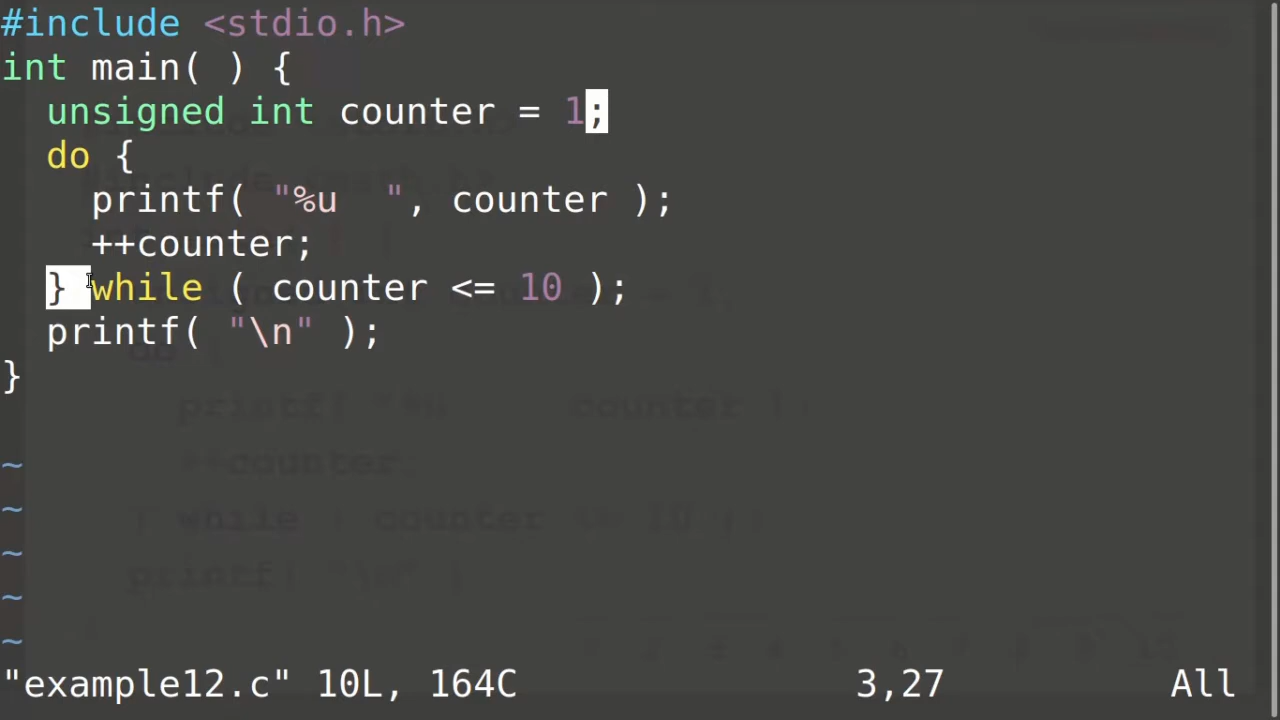 #include <stdio.h>
int main( ) {
  unsigned int counter = 1;
  do {
    printf( "%u  ", counter );
    ++counter;
  } while ( counter <= 10 );
  printf( "\n" );
}
~
~
~
~
~
"example12.c" 10L, 164C 3,27 All